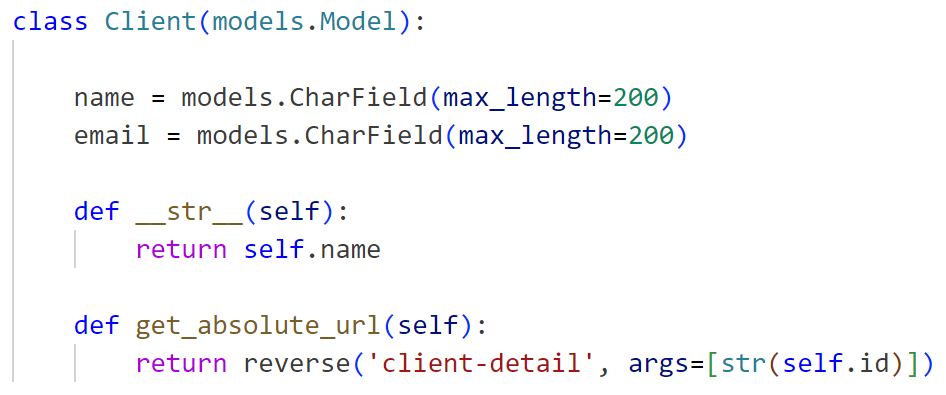 class Client(models.Model):
name = models.CharField(max_length=200)
email = models.CharField(max_length=200)
def __str__(self):
return self.name
def get_absolute_url(self):
return reverse('client-detail', args=[str(self.id)])